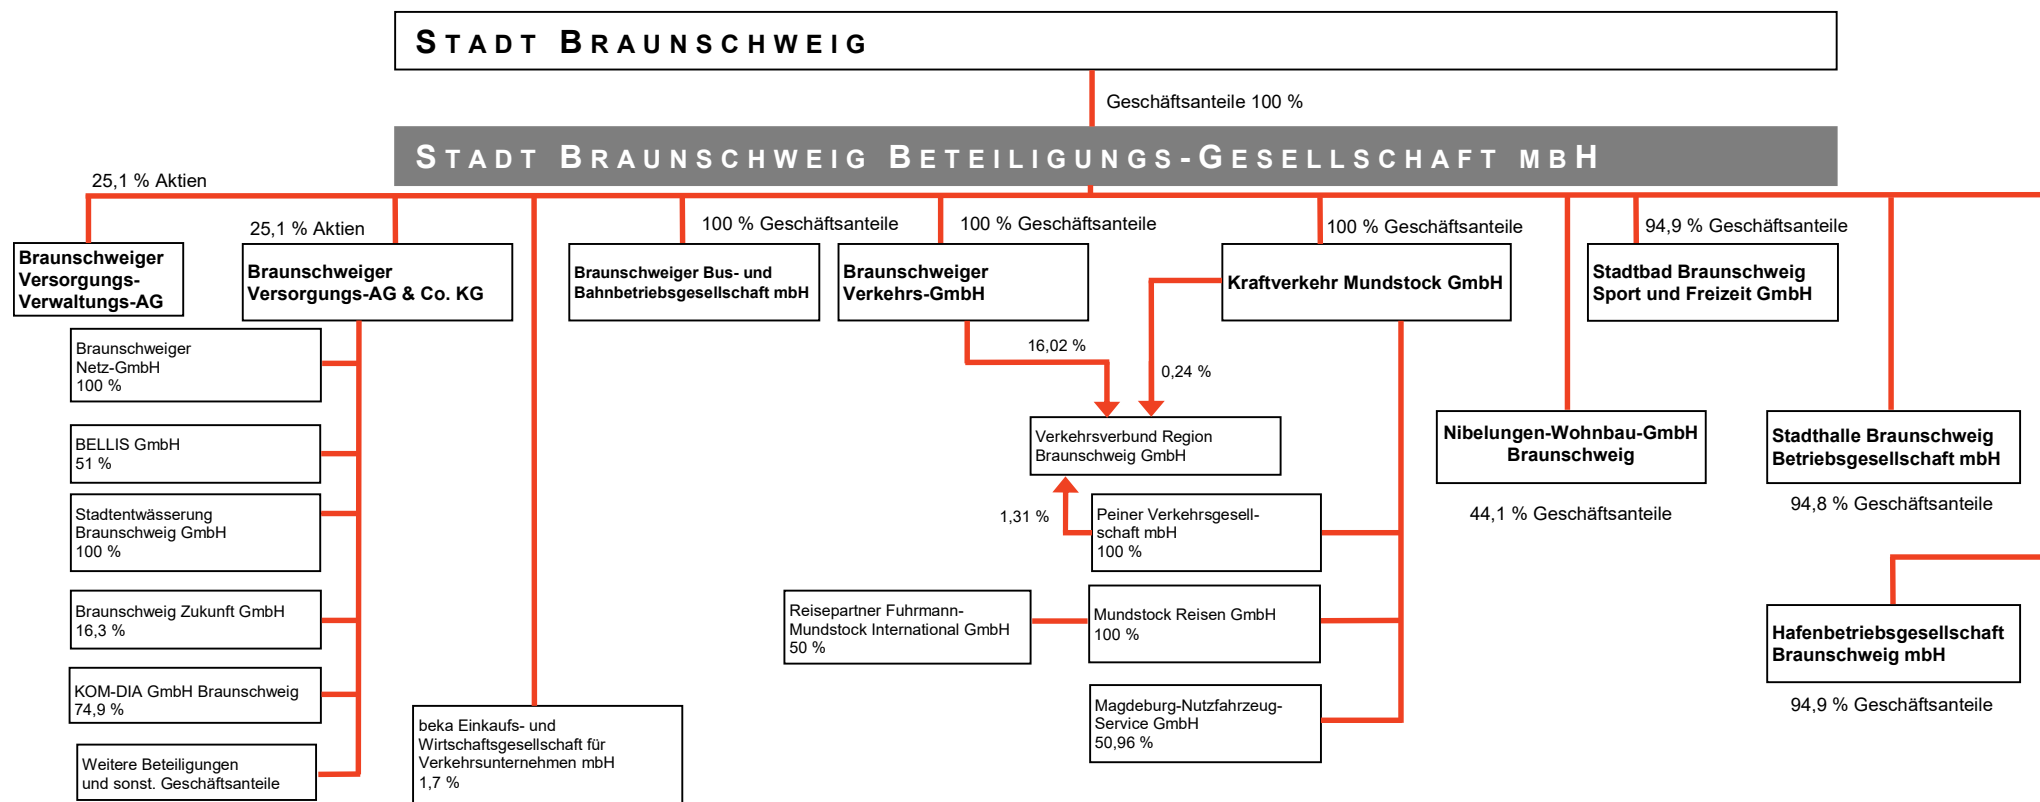 STADT BRAUNSCHWEIG
Geschäftsanteile 100 %
STADT BRAUNSCHWEIG BETEILIGUNGS-GESELLSCHAFT MBH
25,1 % Aktien
25,1 % Aktien
100 % Geschäftsanteile
100 % Geschäftsanteile
100 % Geschäftsanteile
94,9 % Geschäftsanteile
Braunschweiger
Versorgungs-
Verwaltungs-AG
Braunschweiger
Versorgungs-AG & Co. KG
Braunschweiger Bus- und
Bahnbetriebsgesellschaft mbH
Braunschweiger
Verkehrs-GmbH
Kraftverkehr Mundstock GmbH
Stadtbad Braunschweig
Sport und Freizeit GmbH
Braunschweiger
Netz-GmbH
100 %
16,02 %
0,24 %
BELLIS GmbH
51 %
Verkehrsverbund Region
Braunschweig GmbH
Nibelungen-Wohnbau-GmbH
Braunschweig
44,1 % Geschäftsanteile
Stadthalle Braunschweig
Betriebsgesellschaft mbH
94,8 % Geschäftsanteile
Stadtentwässerung
Braunschweig GmbH
100 %
1,31 %
Peiner Verkehrsgesell-
schaft mbH
100 %
Braunschweig Zukunft GmbH
16,3 %
Reisepartner Fuhrmann-
Mundstock International GmbH
50 %
Mundstock Reisen GmbH
100 %
Hafenbetriebsgesellschaft
Braunschweig mbH
94,9 % Geschäftsanteile
KOM-DIA GmbH Braunschweig
74,9 %
beka Einkaufs- und
Wirtschaftsgesellschaft für
Verkehrsunternehmen mbH
1,7 %
Magdeburg-Nutzfahrzeug-
Service GmbH
50,96 %
Weitere Beteiligungen
und sonst. Geschäftsanteile